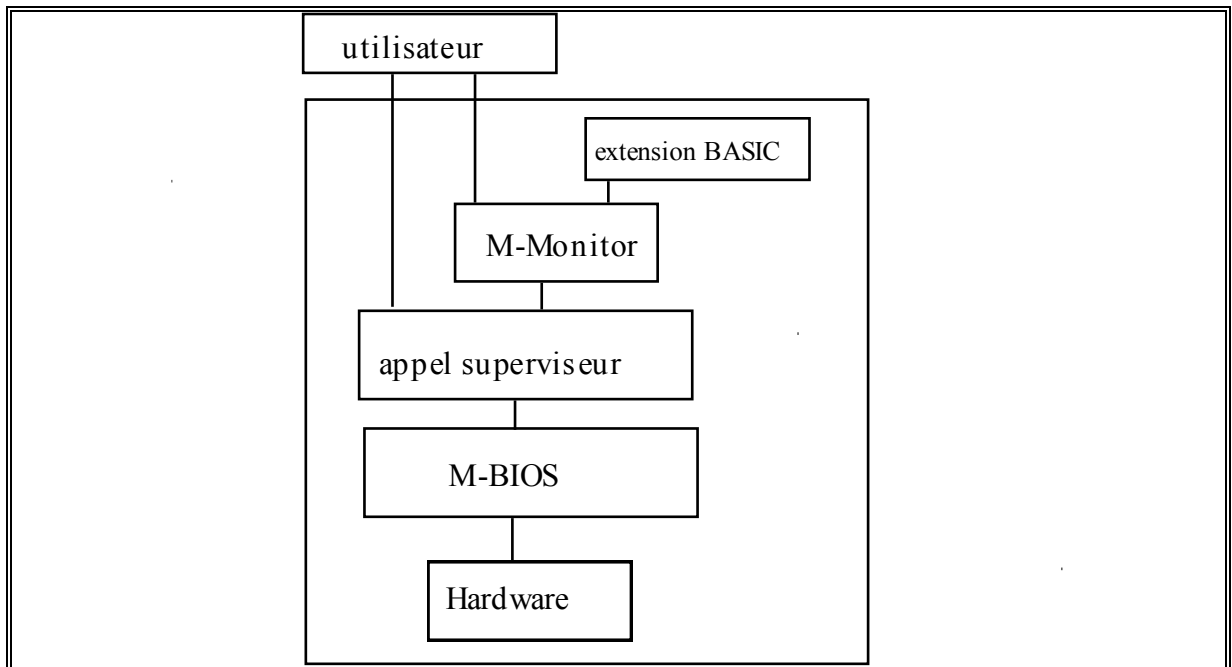 utilisateur
extension BASIC
M-Monitor
appel superviseur
M-BIOS
Hardware